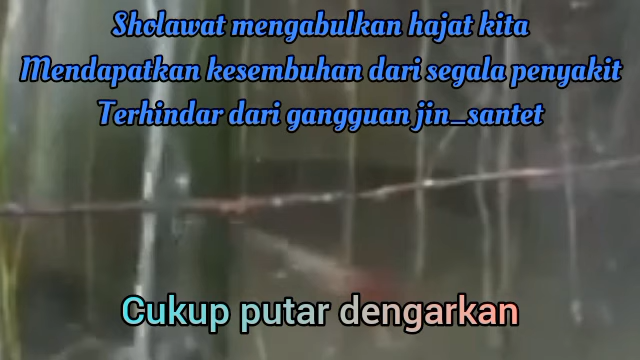 Sholawat mengabulkan hajat kita
Mendapatkan kesembuhan dari segala penyakit
Terhindar dari gangguan jin_santet
Cukup putar dengarkan